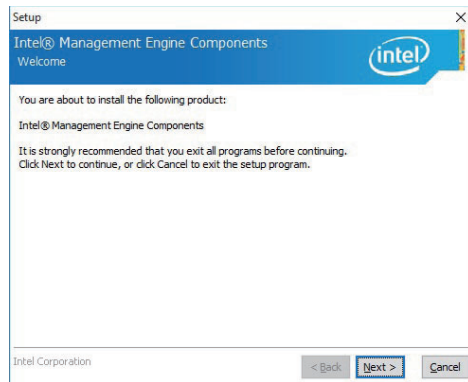 Setup
Intel® Management Engine Components
Welcome
intel
You are about to install the following product:
Intel® Management Engine Components
It is strongly recommended that you exit all programs before continuing.
Click Next to continue, or click Cancel to exit the setup program.
Intel Corporation
< Back Next > Cancel